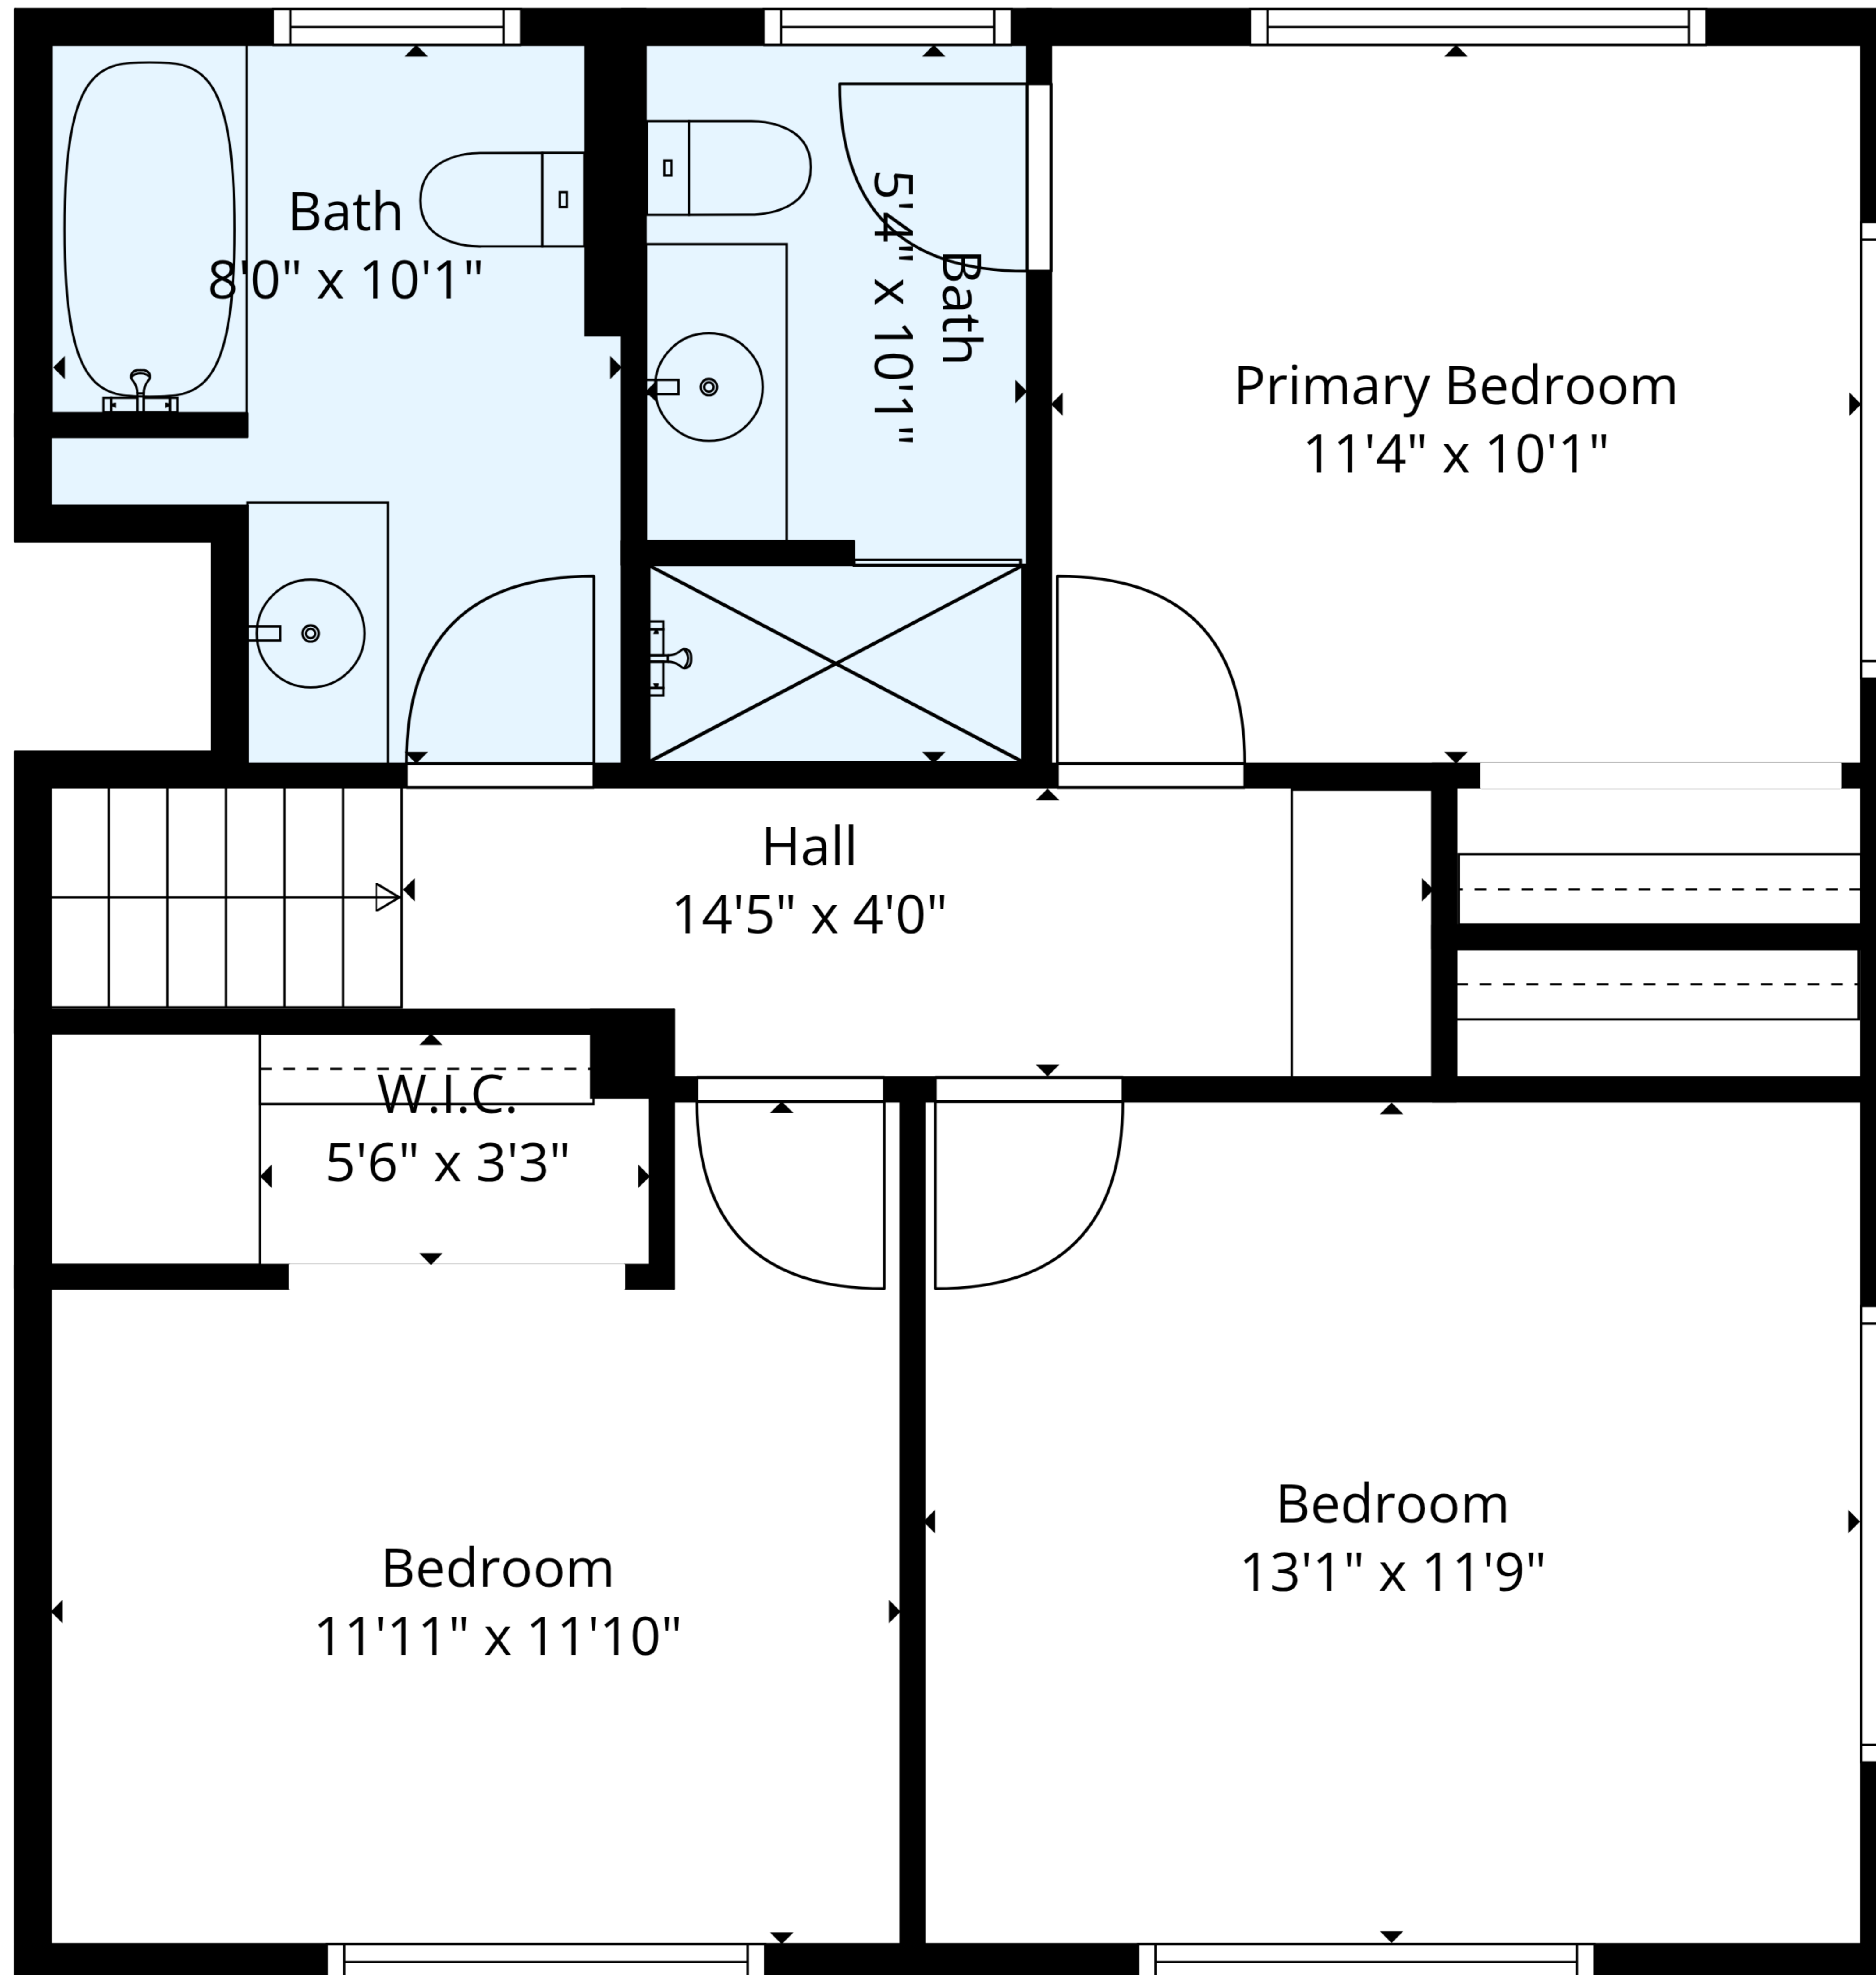 Bath
8'0" x 10'1"
Bath
5'4" x 10'1"
Primary Bedroom
11'4" x 10'1"
Hall
14'5" x 4'0"
W.I.C.
5'6" x 3'3"
Bedroom
11'11" x 11'10"
Bedroom
13'1" x 11'9"